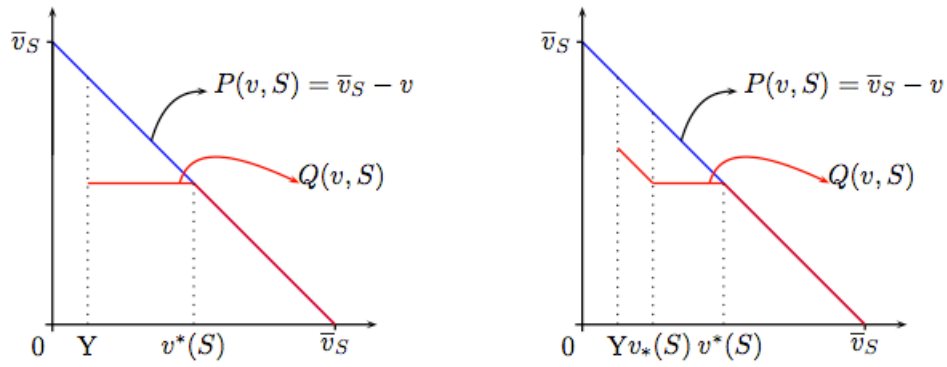 v̅_S
P(v, S) = v̅_S − v
Q(v, S)
0 Y v*(S) v̅_S
v̅_S
P(v, S) = v̅_S − v
Q(v, S)
0 Y v_*(S) v*(S) v̅_S